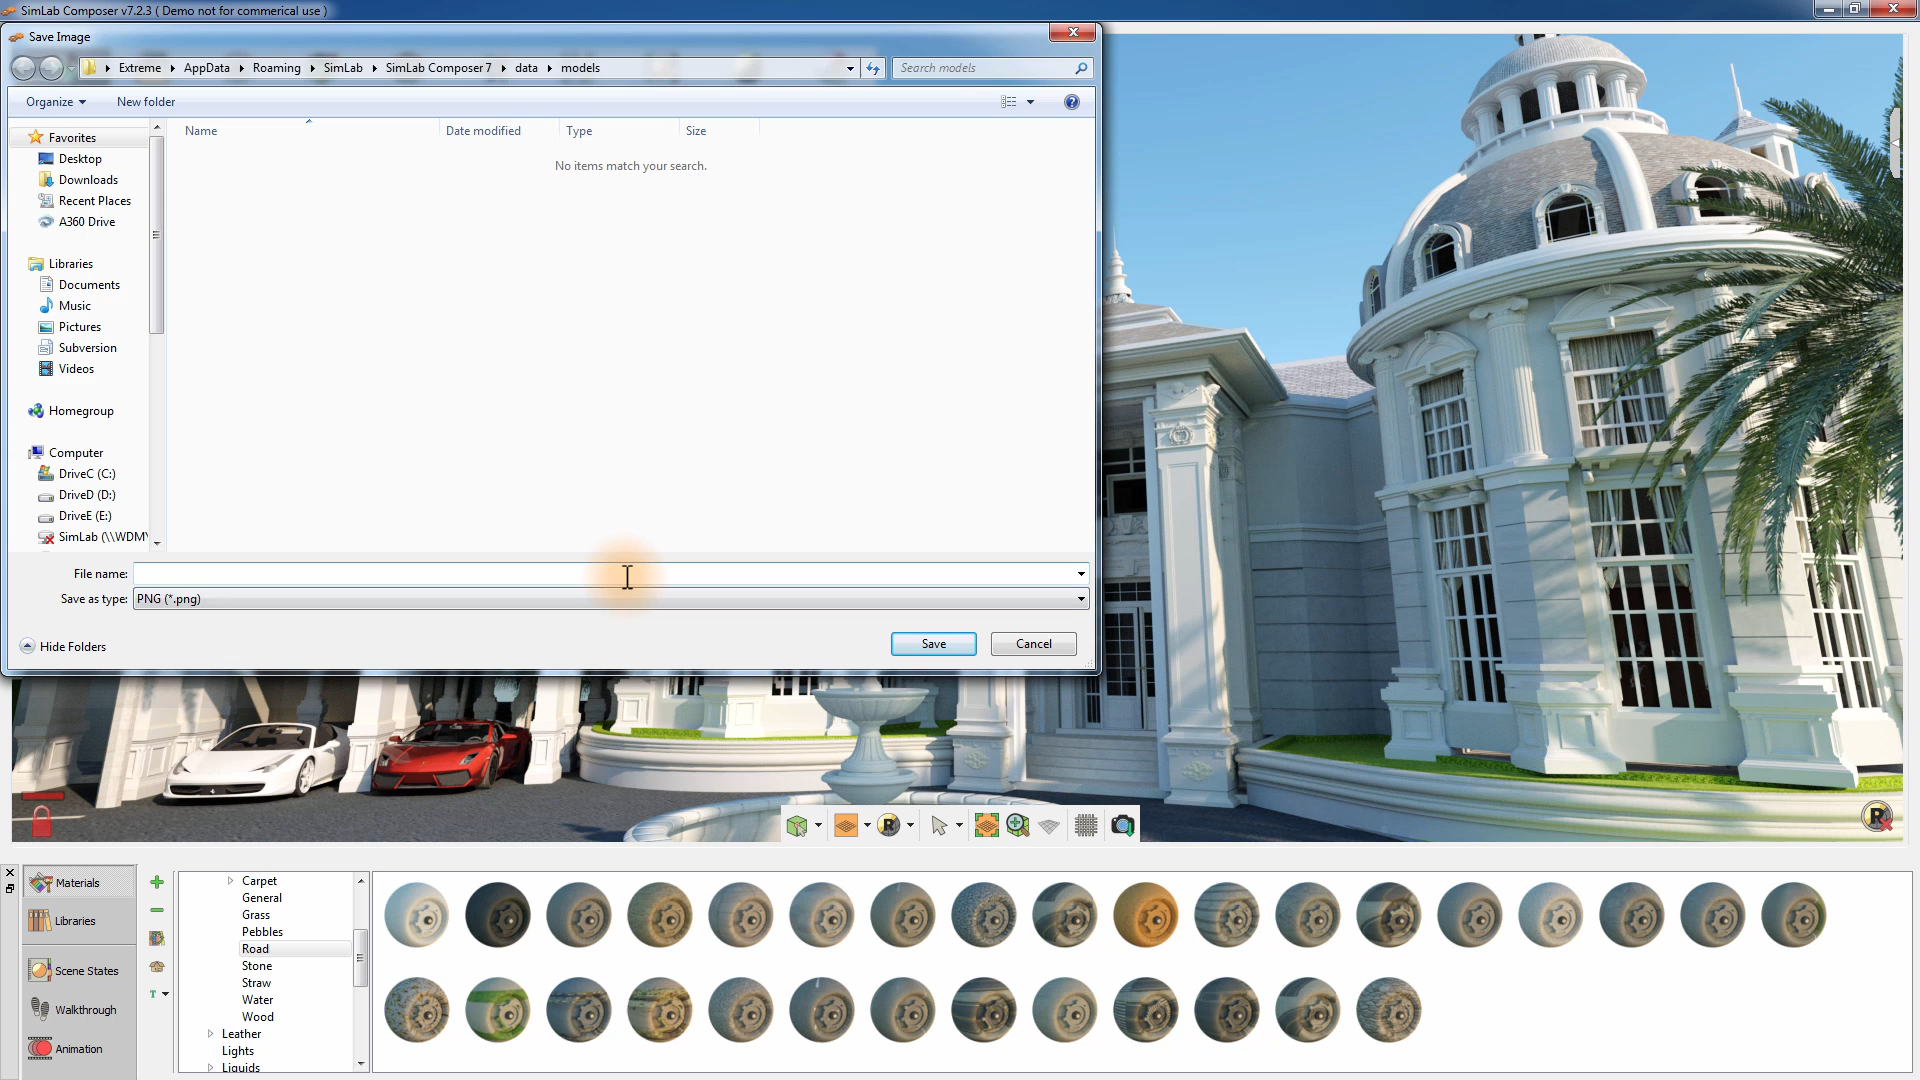 SimLab Composer v7.2.3 ( Demo not for commerical use )
Save Image
Extreme AppData Roaming SimLab SimLab Composer 7 data models
Search models
Organize New folder
Name Date modified Type Size
No items match your search.
Favorites
Desktop
Downloads
Recent Places
A360 Drive
Libraries
Documents
Music
Pictures
Subversion
Videos
Homegroup
Computer
DriveC (C:)
DriveD (D:)
DriveE (E:)
SimLab (\\WDMY
File name:
Save as type: PNG (*.png)
Hide Folders
Save Cancel
Materials
Libraries
Scene States
Walkthrough
Animation
Carpet
General
Grass
Pebbles
Road
Stone
Straw
Water
Wood
Leather
Lights
Liquids